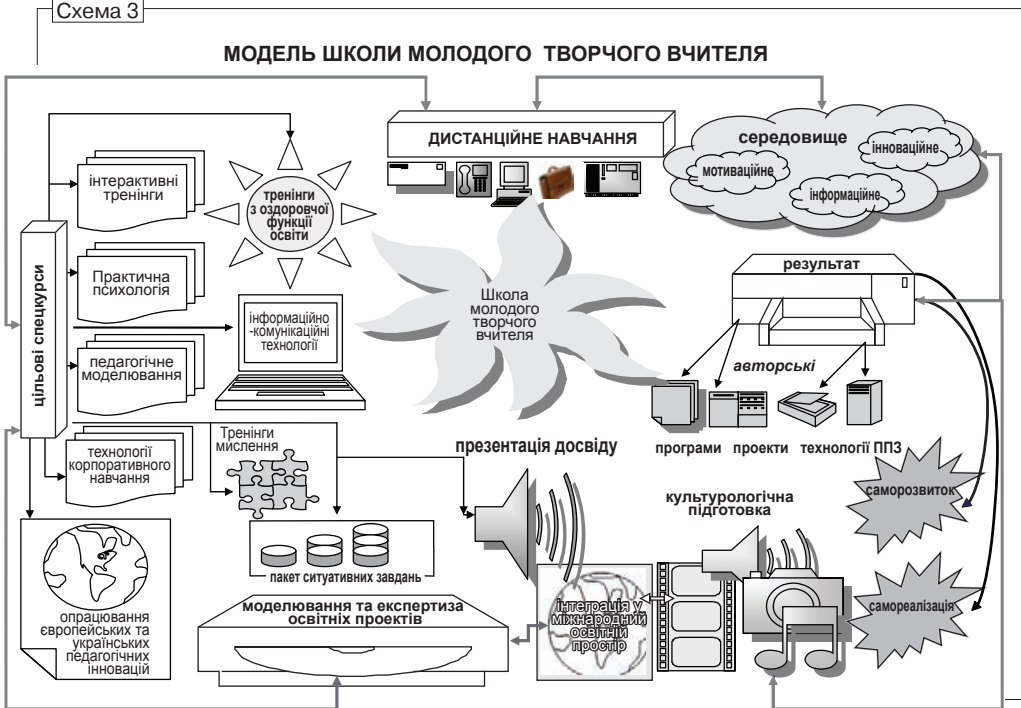 Схема 3
МОДЕЛЬ ШКОЛИ МОЛОДОГО ТВОРЧОГО ВЧИТЕЛЯ
ДИСТАНЦІЙНЕ НАВЧАННЯ
середовище
інноваційне
мотиваційне
інформаційне
інтерактивні
тренінги
тренінги
з оздоровчої
функції
освіти
цільові спецкурси
Практична
психологія
інформаційно
-комунікаційні
технології
педагогічне
моделювання
Школа
молодого
творчого
вчителя
результат
авторські
програми проекти технології ППЗ
технології
корпоративного
навчання
Тренінги
мислення
презентація досвіду
культурологічна
підготовка
саморозвиток
самореалізація
пакет ситуативних завдань
опрацювання
європейських та
українських
педагогічних
інновацій
моделювання та експертиза
освітніх проектів
інтеграція у
міжнародний
освітній
простір